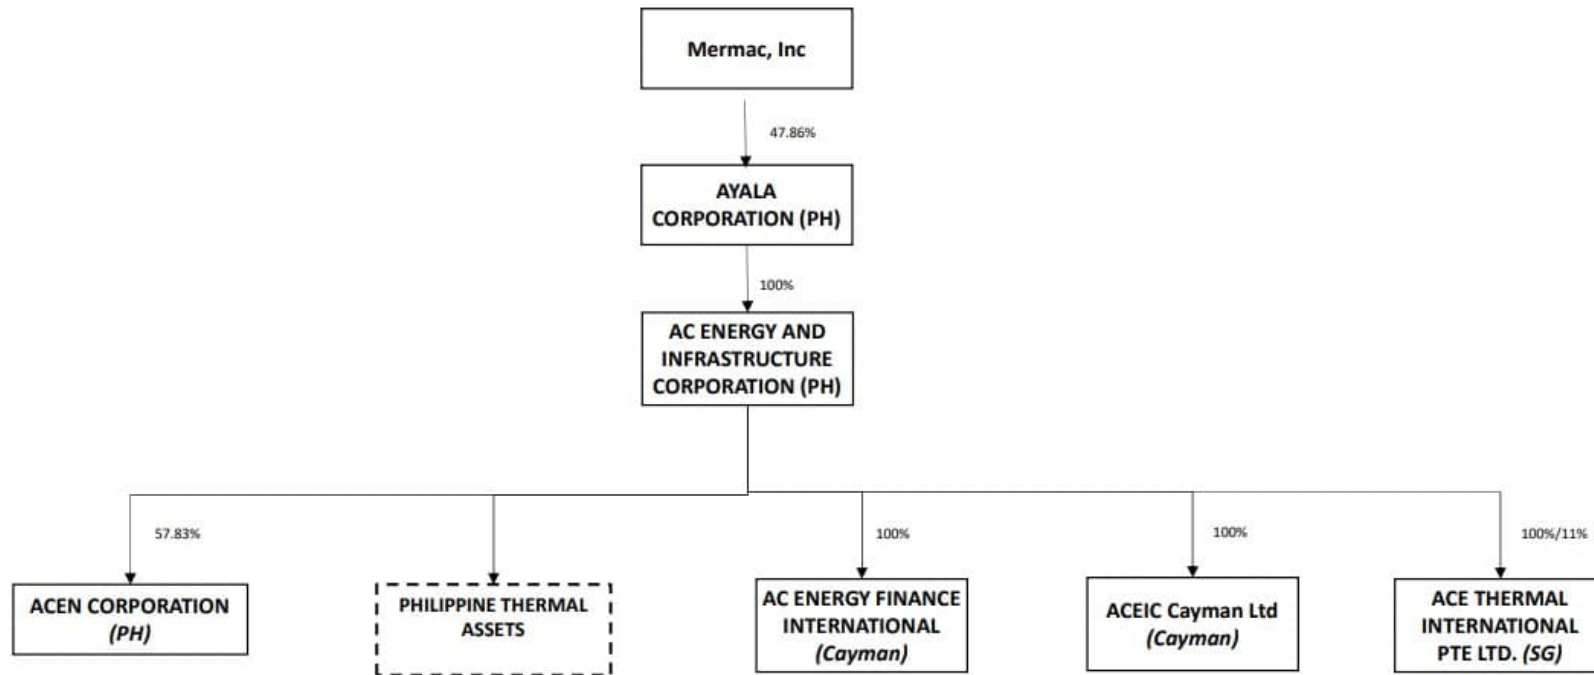 Mermac, Inc
47.86%
AYALA
CORPORATION (PH)
100%
AC ENERGY AND
INFRASTRUCTURE
CORPORATION (PH)
57.83%
100%
100%
100%/11%
ACEN CORPORATION
(PH)
PHILIPPINE THERMAL
ASSETS
AC ENERGY FINANCE
INTERNATIONAL
(Cayman)
ACEIC Cayman Ltd
(Cayman)
ACE THERMAL
INTERNATIONAL
PTE LTD. (SG)